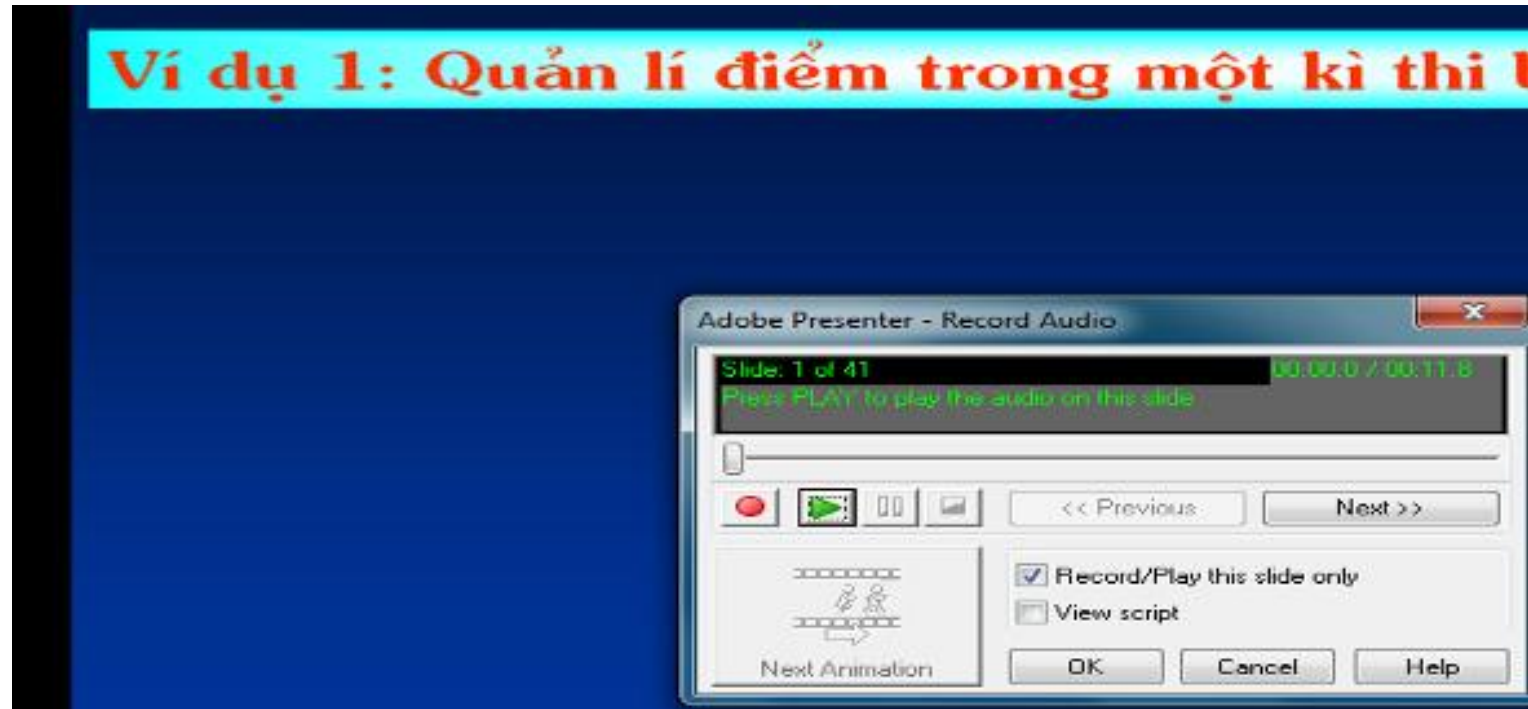 Ví dụ 1: Quản lí điểm trong một kì thi
Adobe Presenter - Record Audio
Slide: 1 of 41 00:00.0 / 00:11.8
Press PLAY to play the audio on this slide
<< Previous Next >>
Record/Play this slide only
View script
Next Animation OK Cancel Help